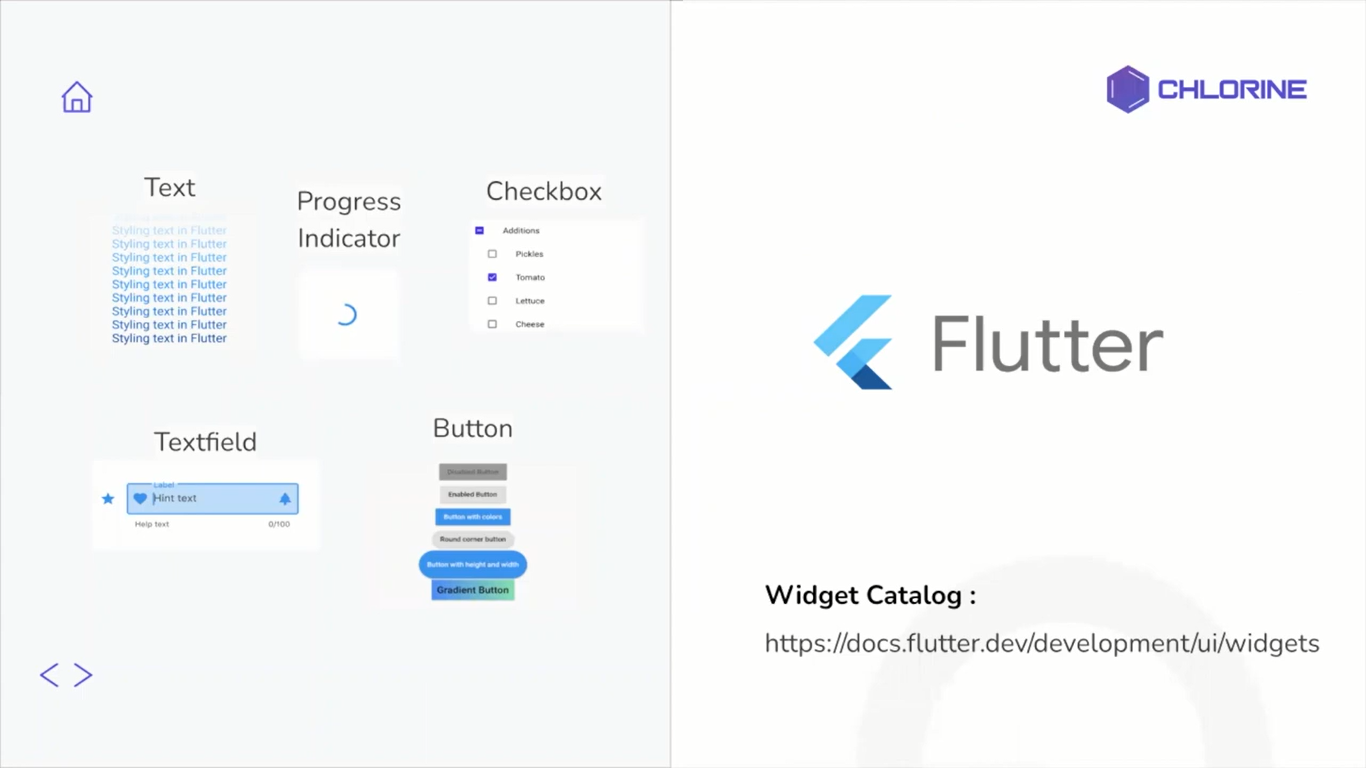 CHLORINE
Text
Styling text in Flutter
Styling text in Flutter
Styling text in Flutter
Styling text in Flutter
Styling text in Flutter
Styling text in Flutter
Styling text in Flutter
Styling text in Flutter
Styling text in Flutter
Progress
Indicator
Checkbox
Additions
Pickles
Tomato
Lettuce
Cheese
Textfield
Label
Hint text
Help text
0/100
Button
Disabled Button
Enabled Button
Button with colors
Round corner button
Button with height and width
Gradient Button
Flutter
Widget Catalog :
https://docs.flutter.dev/development/ui/widgets